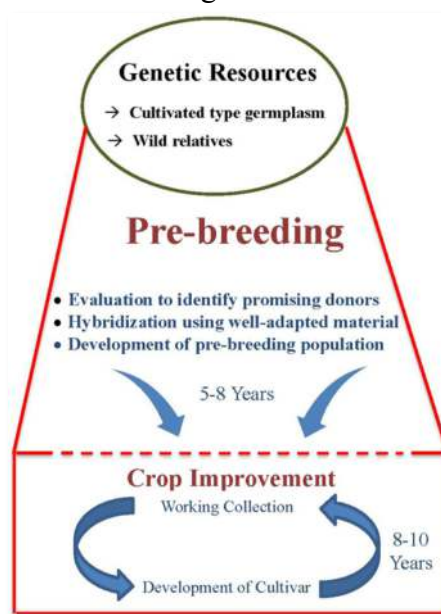 Genetic Resources
→ Cultivated type germplasm
→ Wild relatives
Pre-breeding
• Evaluation to identify promising donors
• Hybridization using well-adapted material
• Development of pre-breeding population
5-8 Years
Crop Improvement
Working Collection
8-10
Years
Development of Cultivar